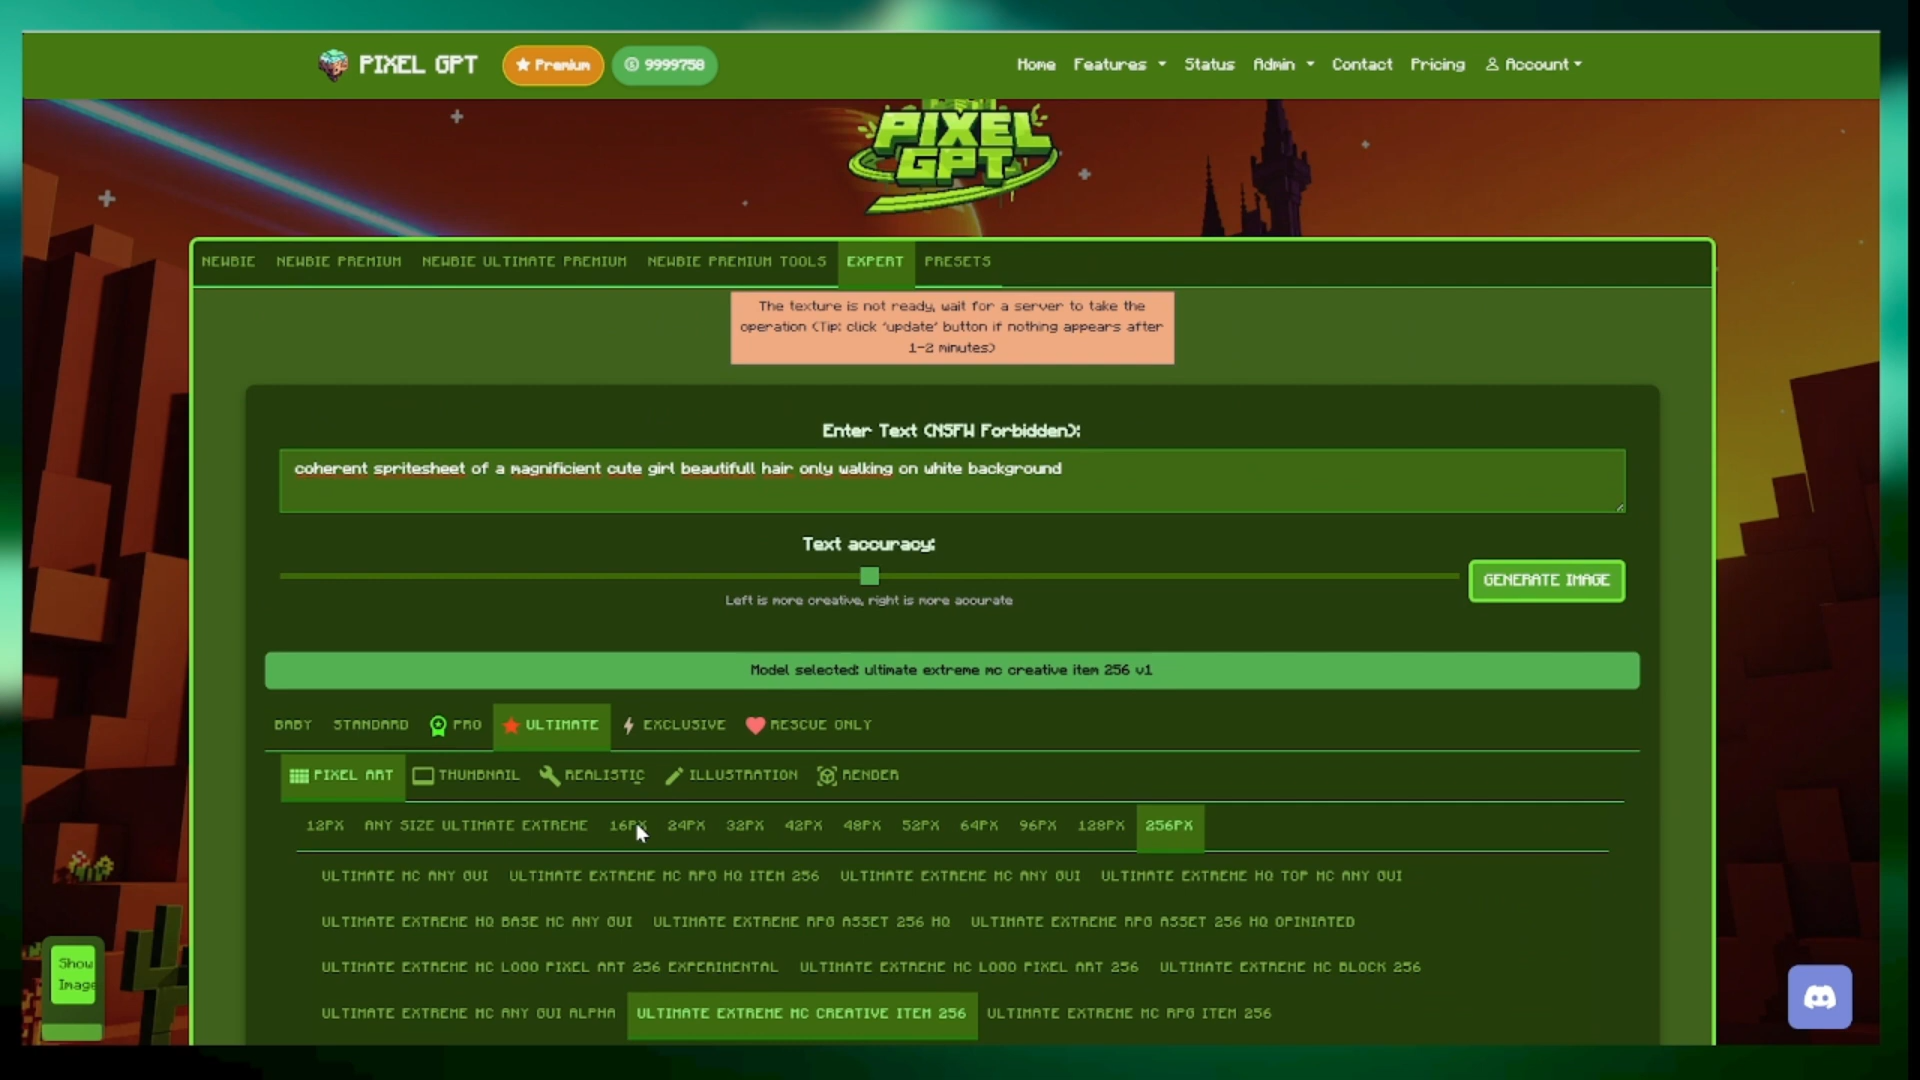 PIXEL GPT Premium 9999758 Home Features Status Admin Contact Pricing Account
PIXEL
GPT
NEWBIE NEWBIE PREMIUM NEWBIE ULTIMATE PREMIUM NEWBIE PREMIUM TOOLS EXPERT PRESETS
The texture is not ready, wait for a server to take the
operation (Tip: click 'update' button if nothing appears after
1-2 minutes)
Enter Text (NSFW Forbidden):
coherent spritesheet of a magnificient cute girl beautifull hair only walking on white background
Text accuracy:
GENERATE IMAGE
Left is more creative, right is more accurate
Model selected: ultimate extreme mc creative item 256 v1
BABY STANDARD PRO ULTIMATE EXCLUSIVE RESCUE ONLY
PIXEL ART THUMBNAIL REALISTIC ILLUSTRATION RENDER
12PX ANY SIZE ULTIMATE EXTREME 16PX 24PX 32PX 42PX 48PX 52PX 64PX 96PX 128PX 256PX
ULTIMATE MC ANY GUI ULTIMATE EXTREME MC RPG HQ ITEM 256 ULTIMATE EXTREME MC ANY GUI ULTIMATE EXTREME HQ TOP MC ANY GUI
ULTIMATE EXTREME HQ BASE MC ANY GUI ULTIMATE EXTREME RPG ASSET 256 HQ ULTIMATE EXTREME RPG ASSET 256 HQ OPINIATED
ULTIMATE EXTREME MC LOGO PIXEL ART 256 EXPERIMENTAL ULTIMATE EXTREME MC LOGO PIXEL ART 256 ULTIMATE EXTREME MC BLOCK 256
ULTIMATE EXTREME MC ANY GUI ALPHA ULTIMATE EXTREME MC CREATIVE ITEM 256 ULTIMATE EXTREME MC RPG ITEM 256
Show
Image